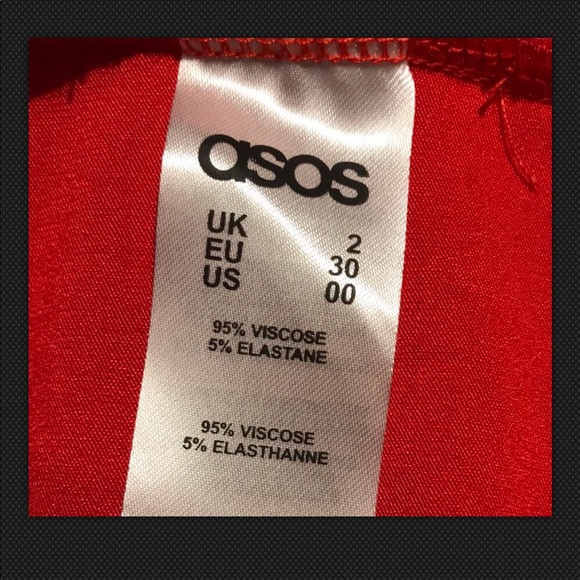 asos
UK 2
EU 30
US 00
95% VISCOSE
5% ELASTANE
95% VISCOSE
5% ELASTHANNE